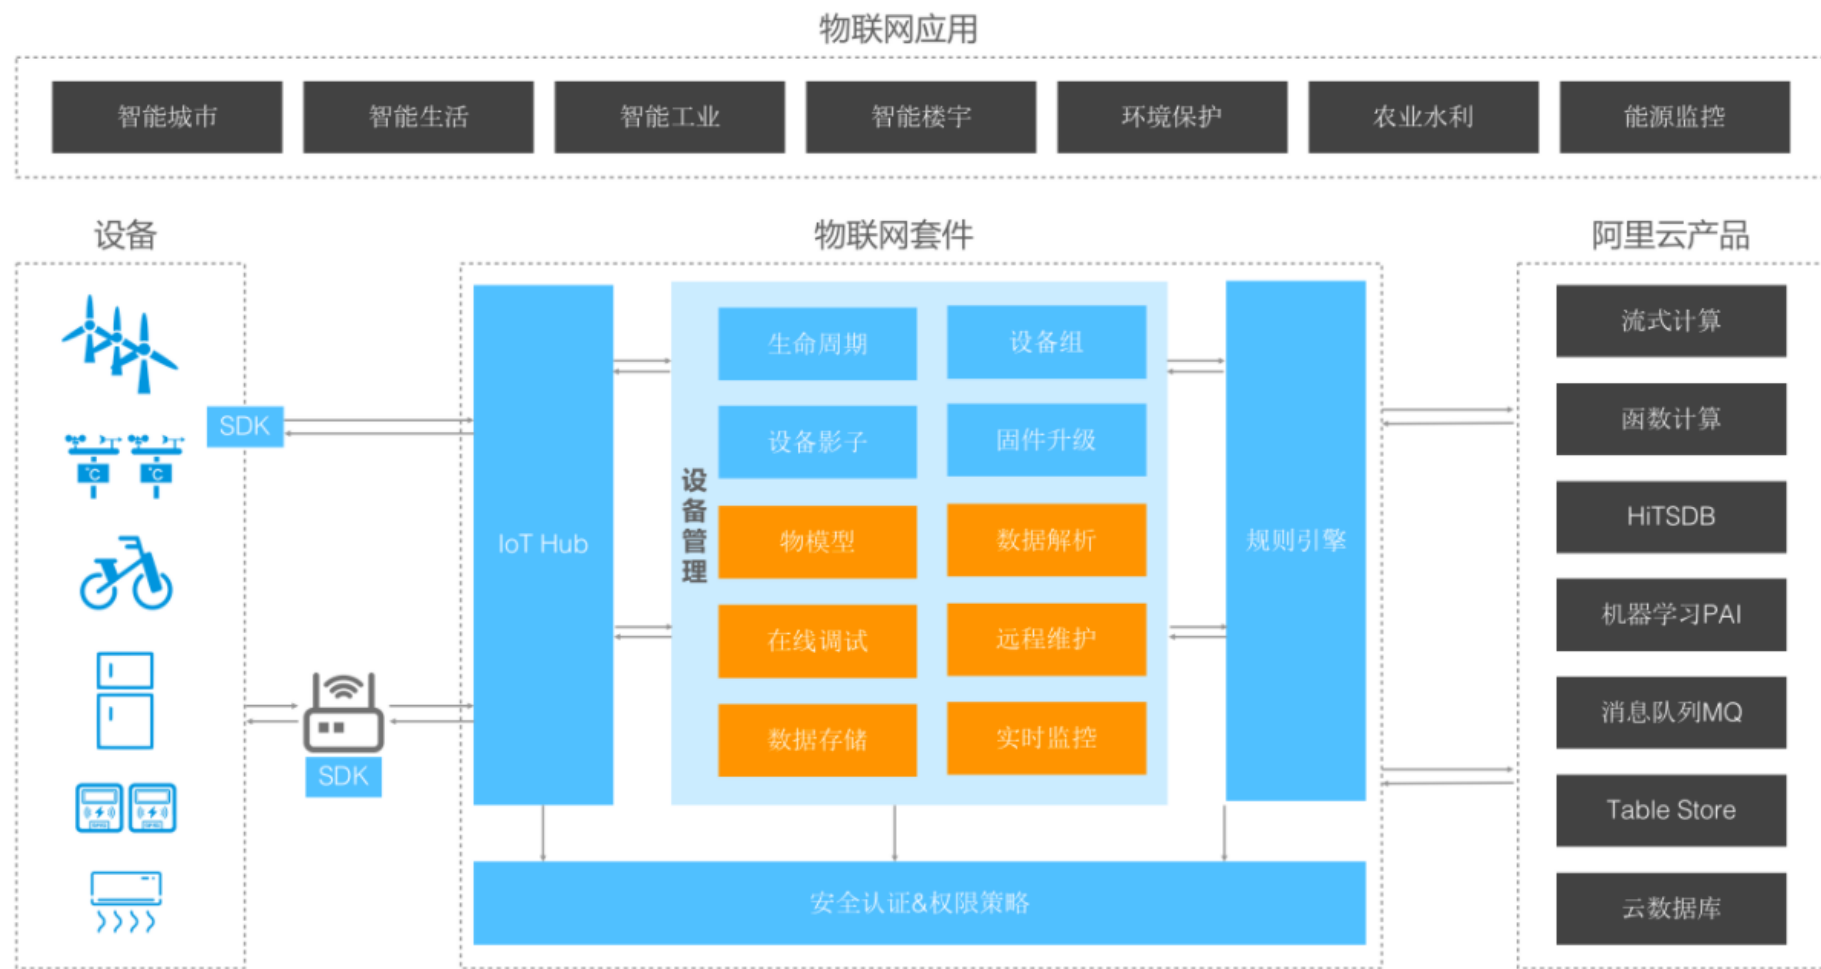 物联网应用
智能城市
智能生活
智能工业
智能楼宇
环境保护
农业水利
能源监控
设备
物联网套件
阿里云产品
SDK
℃
℃
SDK
IoT Hub
设备管理
生命周期
设备组
设备影子
固件升级
物模型
数据解析
在线调试
远程维护
数据存储
实时监控
规则引擎
安全认证&权限策略
流式计算
函数计算
HiTSDB
机器学习PAI
消息队列MQ
Table Store
云数据库